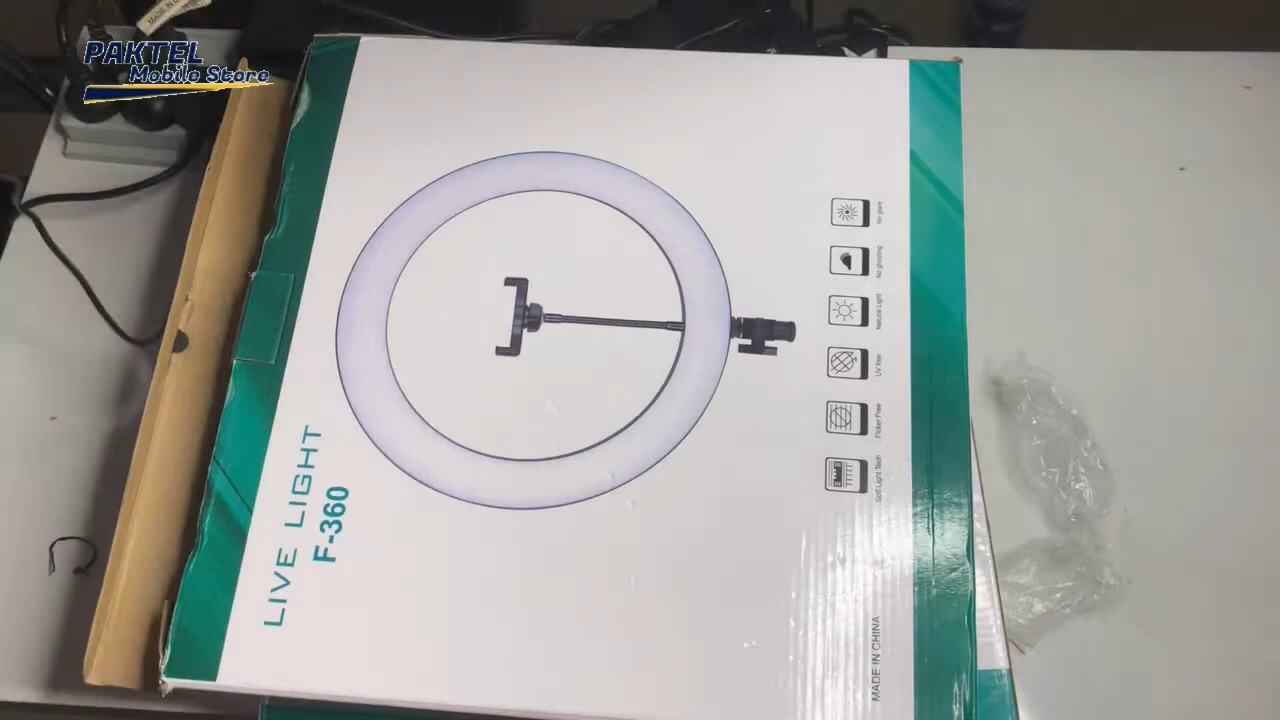 PAKTEL
Mobile Store
LIVE LIGHT
F-360
No glare
No ghosting
Natural Light
UV free
Flicker Free
Soft Light Tech
MADE IN CHINA